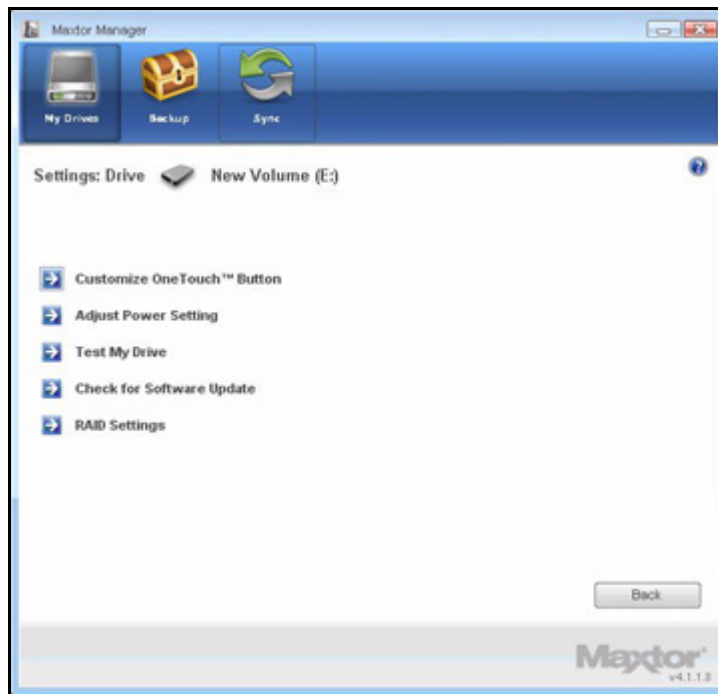 Maxtor Manager
My Drives Backup Sync
Settings: Drive New Volume (E:)
Customize OneTouch™ Button
Adjust Power Setting
Test My Drive
Check for Software Update
RAID Settings
Back
Maxtor
v4.1.1.0